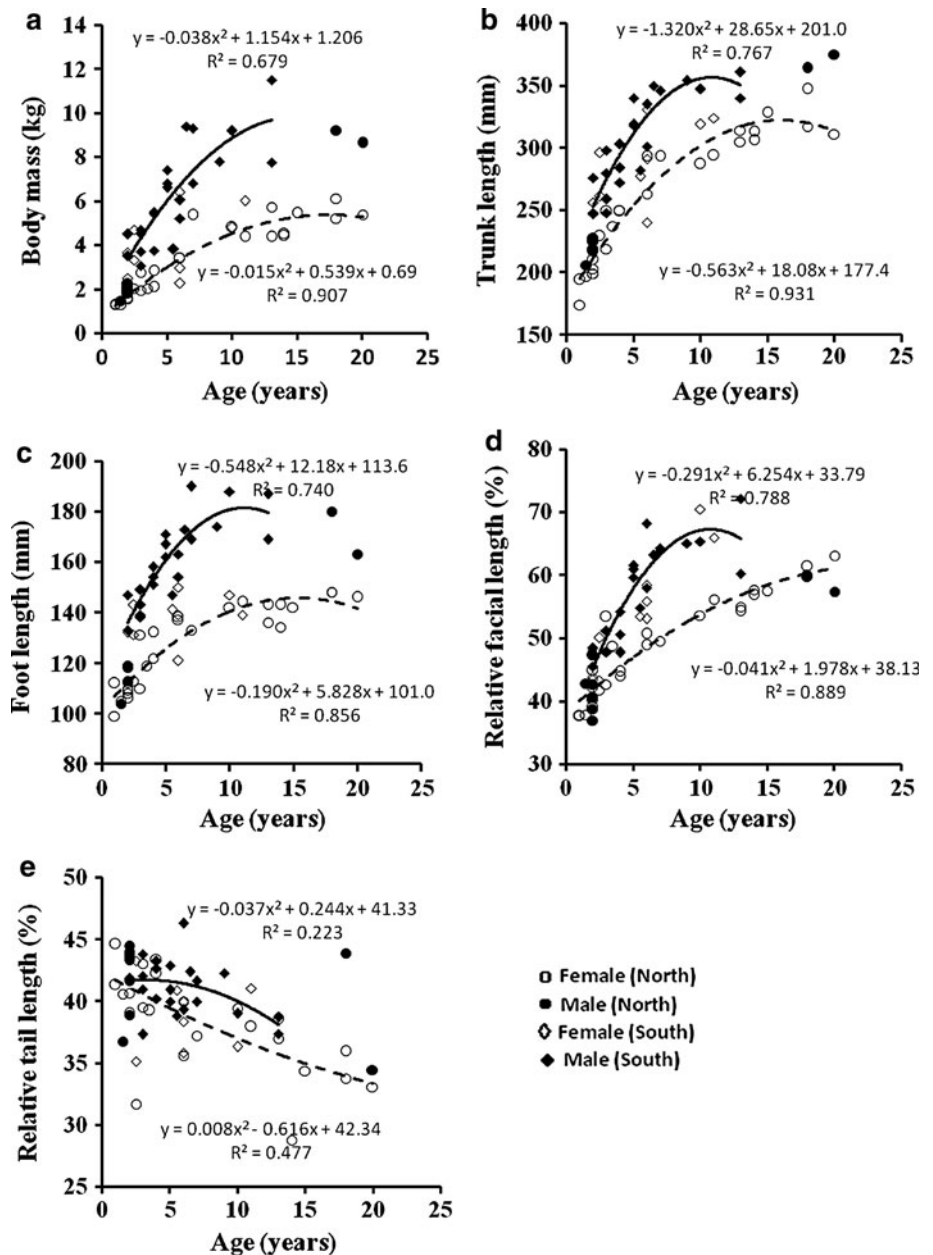 a
14
12
10
8
6
4
2
0
Body mass (kg)
y = -0.038x² + 1.154x + 1.206
R² = 0.679
y = -0.015x² + 0.539x + 0.69
R² = 0.907
0 5 10 15 20 25
Age (years)
b
400
350
300
250
200
150
Trunk length (mm)
y = -1.320x² + 28.65x + 201.0
R² = 0.767
y = -0.563x² + 18.08x + 177.4
R² = 0.931
0 5 10 15 20 25
Age (years)
c
200
180
160
140
120
100
80
Foot length (mm)
y = -0.548x² + 12.18x + 113.6
R² = 0.740
y = -0.190x² + 5.828x + 101.0
R² = 0.856
0 5 10 15 20 25
Age (years)
d
80
70
60
50
40
30
Relative facial length (%)
y = -0.291x² + 6.254x + 33.79
R² = 0.788
y = -0.041x² + 1.978x + 38.13
R² = 0.889
0 5 10 15 20 25
Age (years)
e
50
45
40
35
30
25
Relative tail length (%)
y = -0.037x² + 0.244x + 41.33
R² = 0.223
y = 0.008x² - 0.616x + 42.34
R² = 0.477
0 5 10 15 20 25
Age (years)
Female (North)
Male (North)
Female (South)
Male (South)